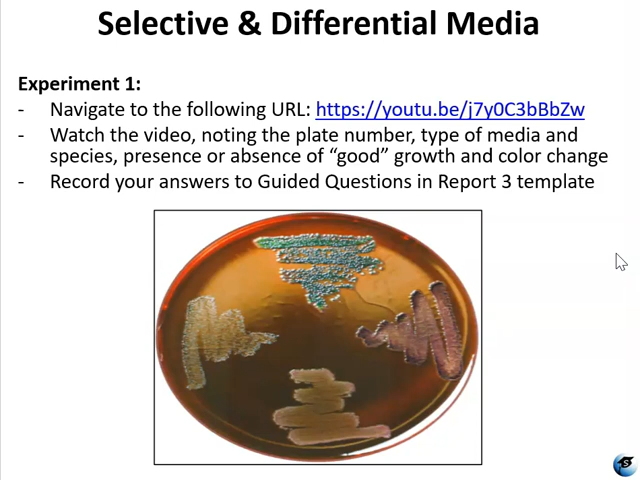 Selective & Differential Media
Experiment 1:
- Navigate to the following URL: https://youtu.be/j7y0C3bBbZw
- Watch the video, noting the plate number, type of media and
species, presence or absence of “good” growth and color change
- Record your answers to Guided Questions in Report 3 template
S